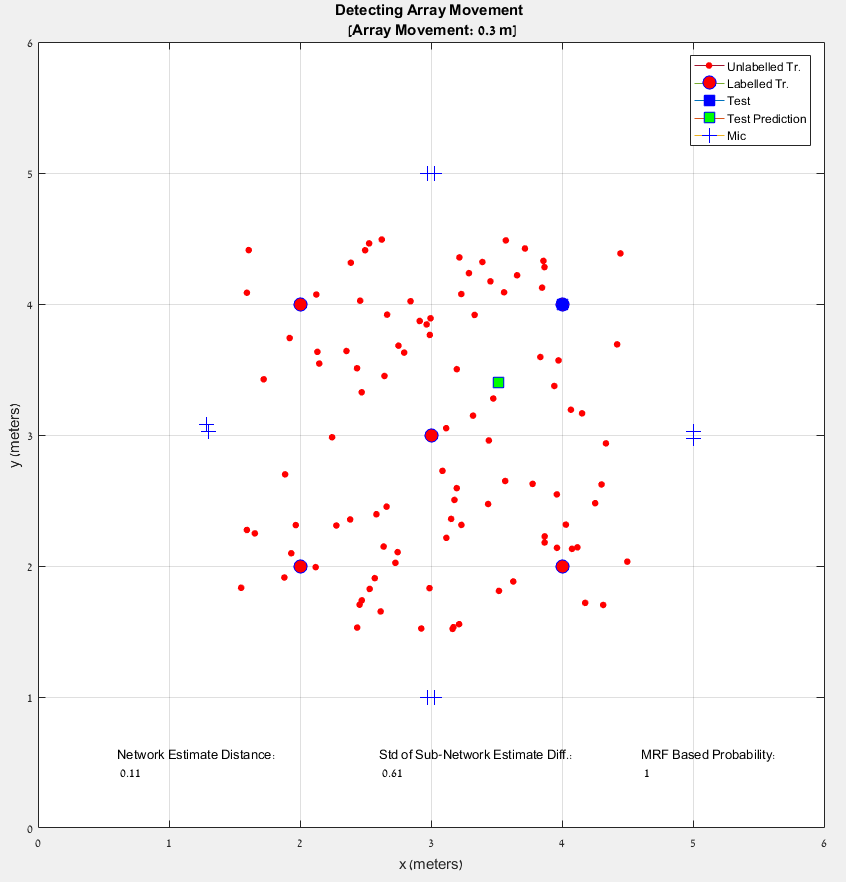 Detecting Array Movement
[Array Movement: 0.3 m]
Unlabelled Tr.
Labelled Tr.
Test
Test Prediction
Mic
6
5
4
3
2
1
0
y (meters)
Network Estimate Distance:
0.11
Std of Sub-Network Estimate Diff.:
0.61
MRF Based Probability:
1
0 1 2 3 4 5 6
x (meters)